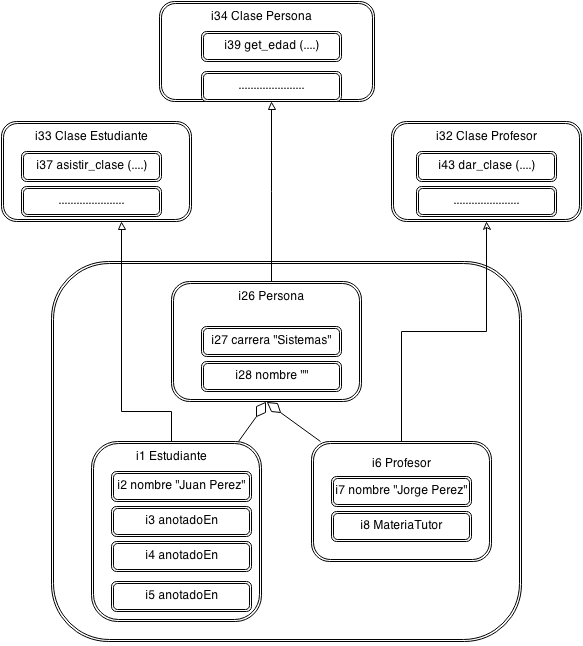 i34 Clase Persona
i39 get_edad (....)
......................
i33 Clase Estudiante
i37 asistir_clase (....)
......................
i32 Clase Profesor
i43 dar_clase (....)
......................
i26 Persona
i27 carrera "Sistemas"
i28 nombre ""
i1 Estudiante
i2 nombre "Juan Perez"
i3 anotadoEn
i4 anotadoEn
i5 anotadoEn
i6 Profesor
i7 nombre "Jorge Perez"
i8 MateriaTutor